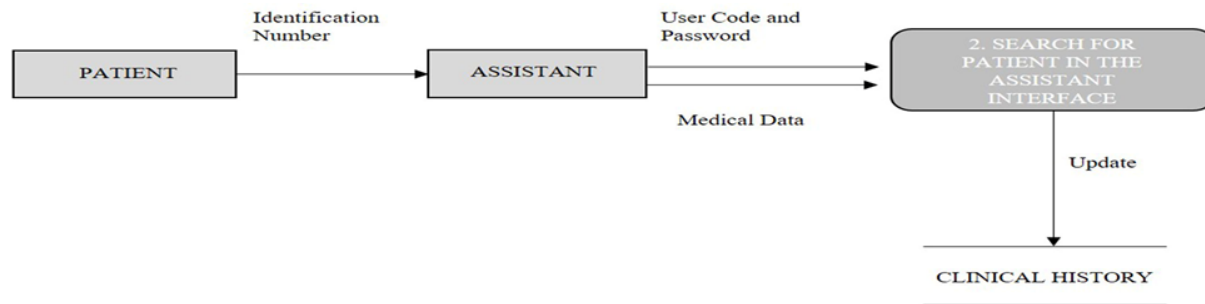 Identification
Number
User Code and
Password
PATIENT
ASSISTANT
2. SEARCH FOR
PATIENT IN THE
ASSISTANT
INTERFACE
Medical Data
Update
CLINICAL HISTORY